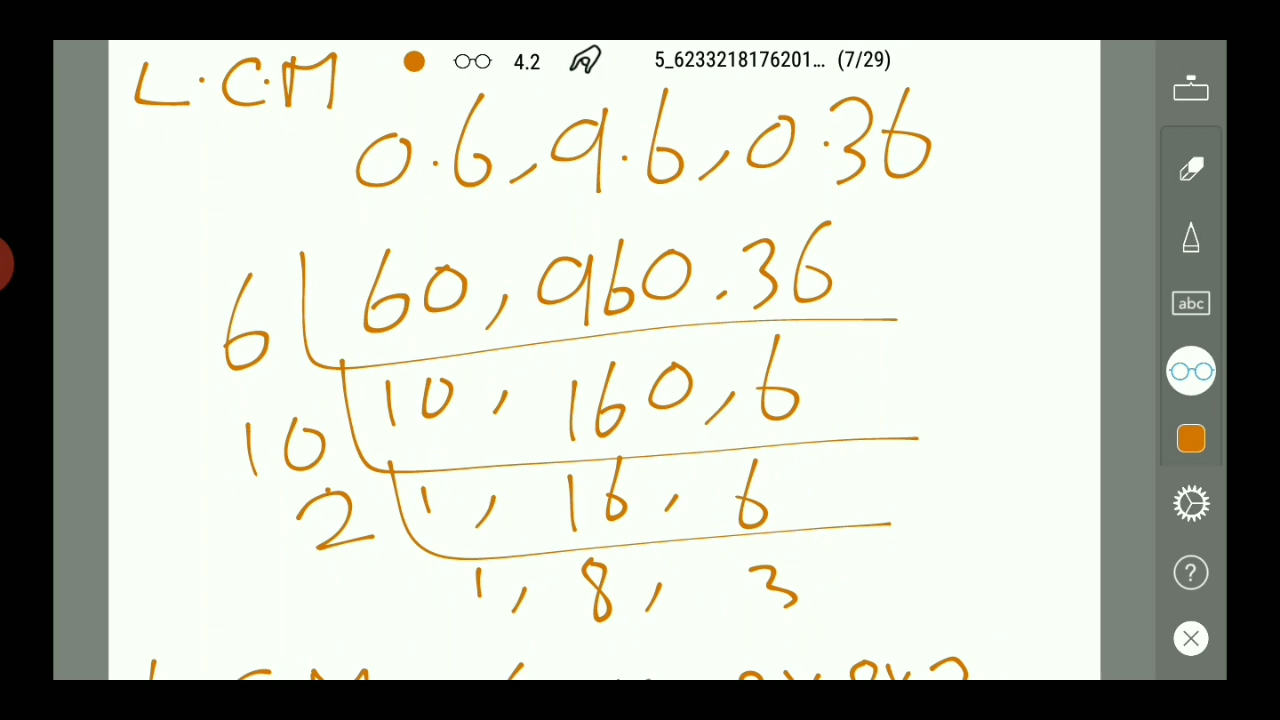 4.2 5_6233218176201... (7/29)
L.C.M
0.6, 9.6, 0.36
6 60, 960.36
10 10, 160, 6
2 1, 16, 6
1, 8, 3
abc
?